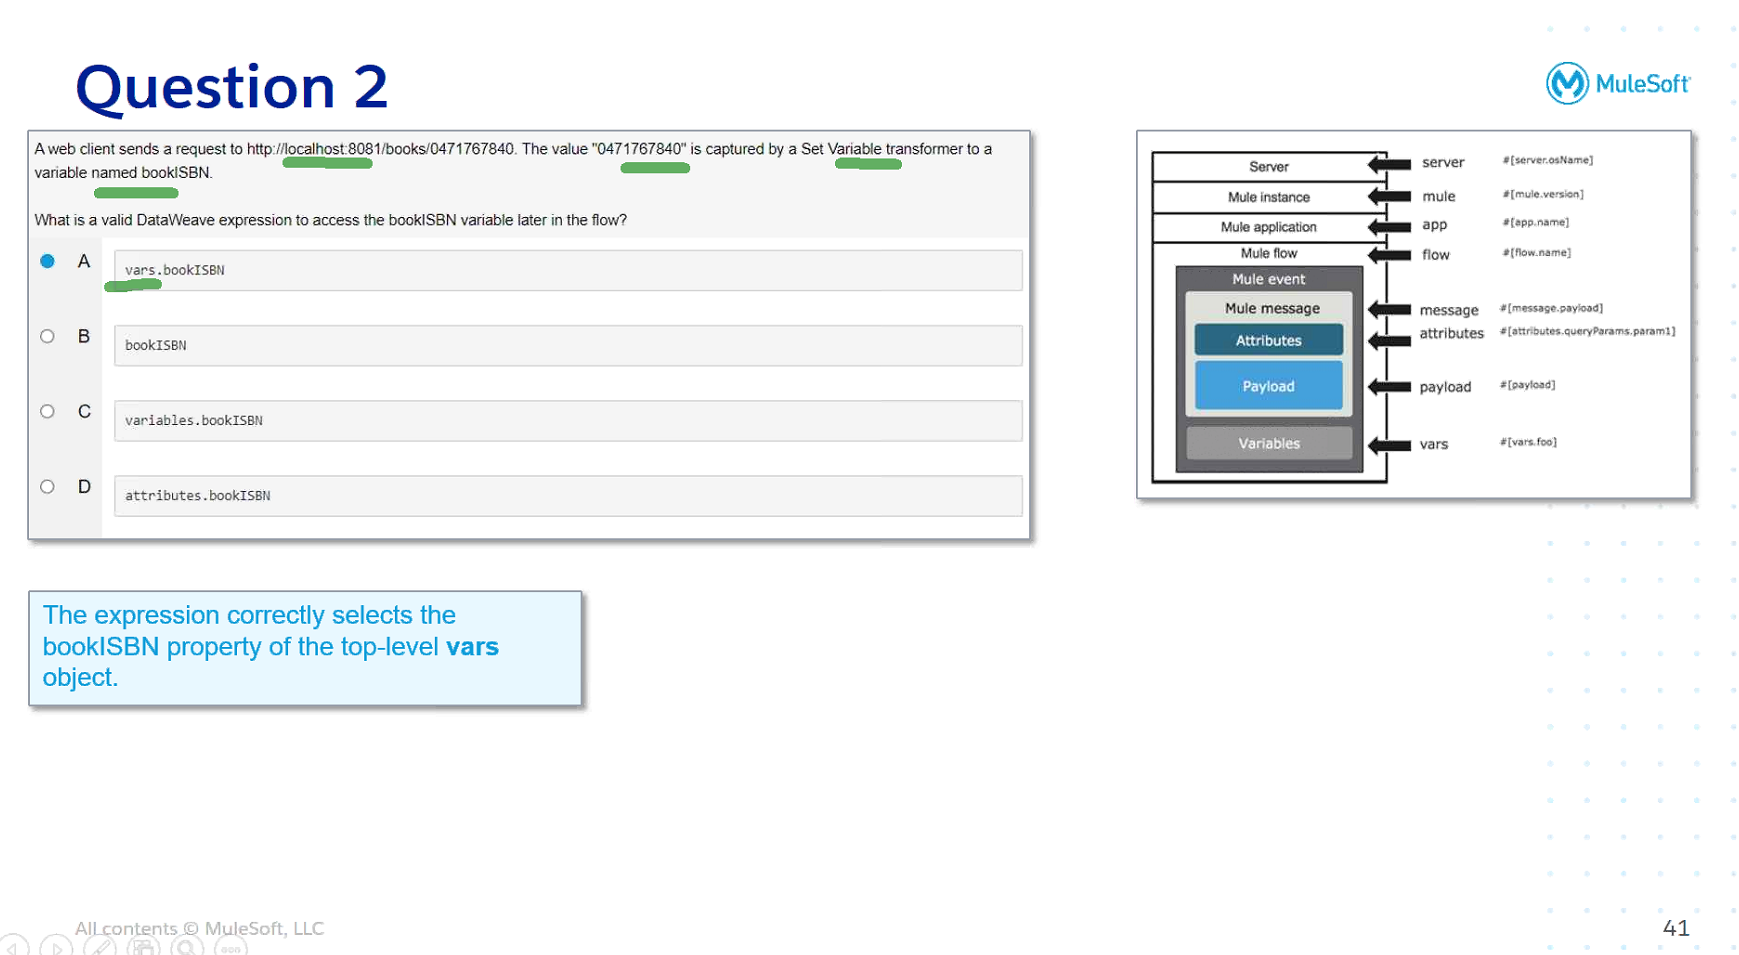 Question 2
MuleSoft
A web client sends a request to http://localhost:8081/books/0471767840. The value "0471767840" is captured by a Set Variable transformer to a
variable named bookISBN.
What is a valid DataWeave expression to access the bookISBN variable later in the flow?
A vars.bookISBN
B bookISBN
C variables.bookISBN
D attributes.bookISBN
Server server #[server.osName]
Mule instance mule #[mule.version]
Mule application app #[app.name]
Mule flow flow #[flow.name]
Mule event
Mule message message #[message.payload]
Attributes attributes #[attributes.queryParams.param1]
Payload payload #[payload]
Variables vars #[vars.foo]
The expression correctly selects the
bookISBN property of the top-level vars
object.
All contents © MuleSoft, LLC
41